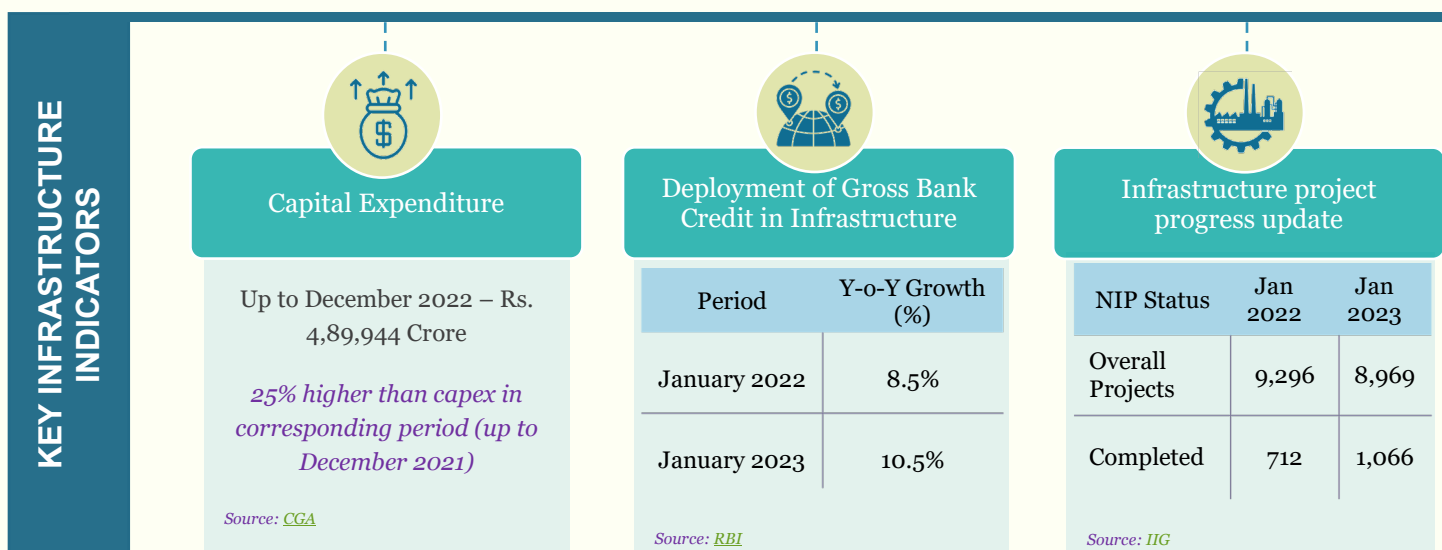 KEY INFRASTRUCTURE
INDICATORS
Capital Expenditure
Up to December 2022 – Rs.
4,89,944 Crore
25% higher than capex in
corresponding period (up to
December 2021)
Source: CGA
Deployment of Gross Bank
Credit in Infrastructure
Period Y-o-Y Growth
(%)
January 2022 8.5%
January 2023 10.5%
Source: RBI
Infrastructure project
progress update
NIP Status Jan
2022 Jan
2023
Overall
Projects 9,296 8,969
Completed 712 1,066
Source: IIG